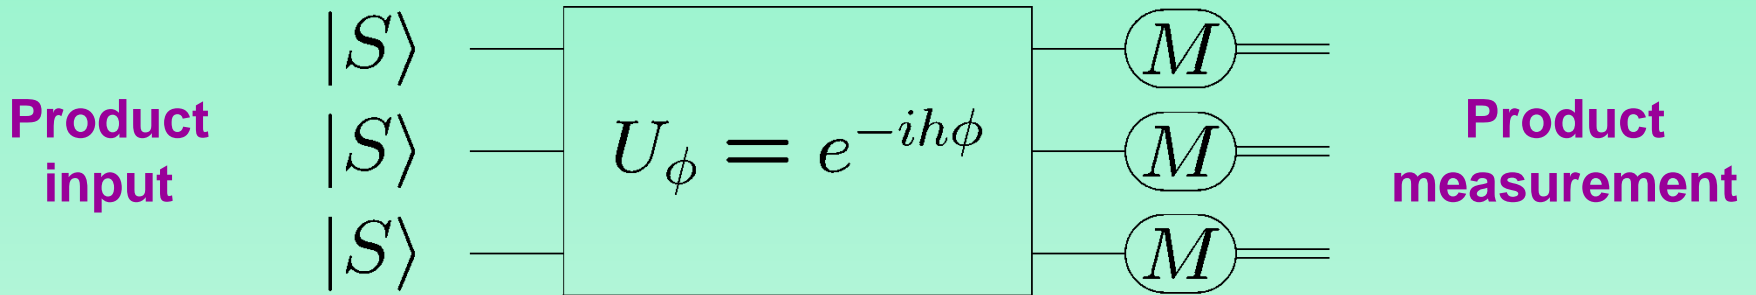 |S⟩ M
Product input |S⟩ U_ϕ = e^{-ihϕ} M Product measurement
|S⟩ M